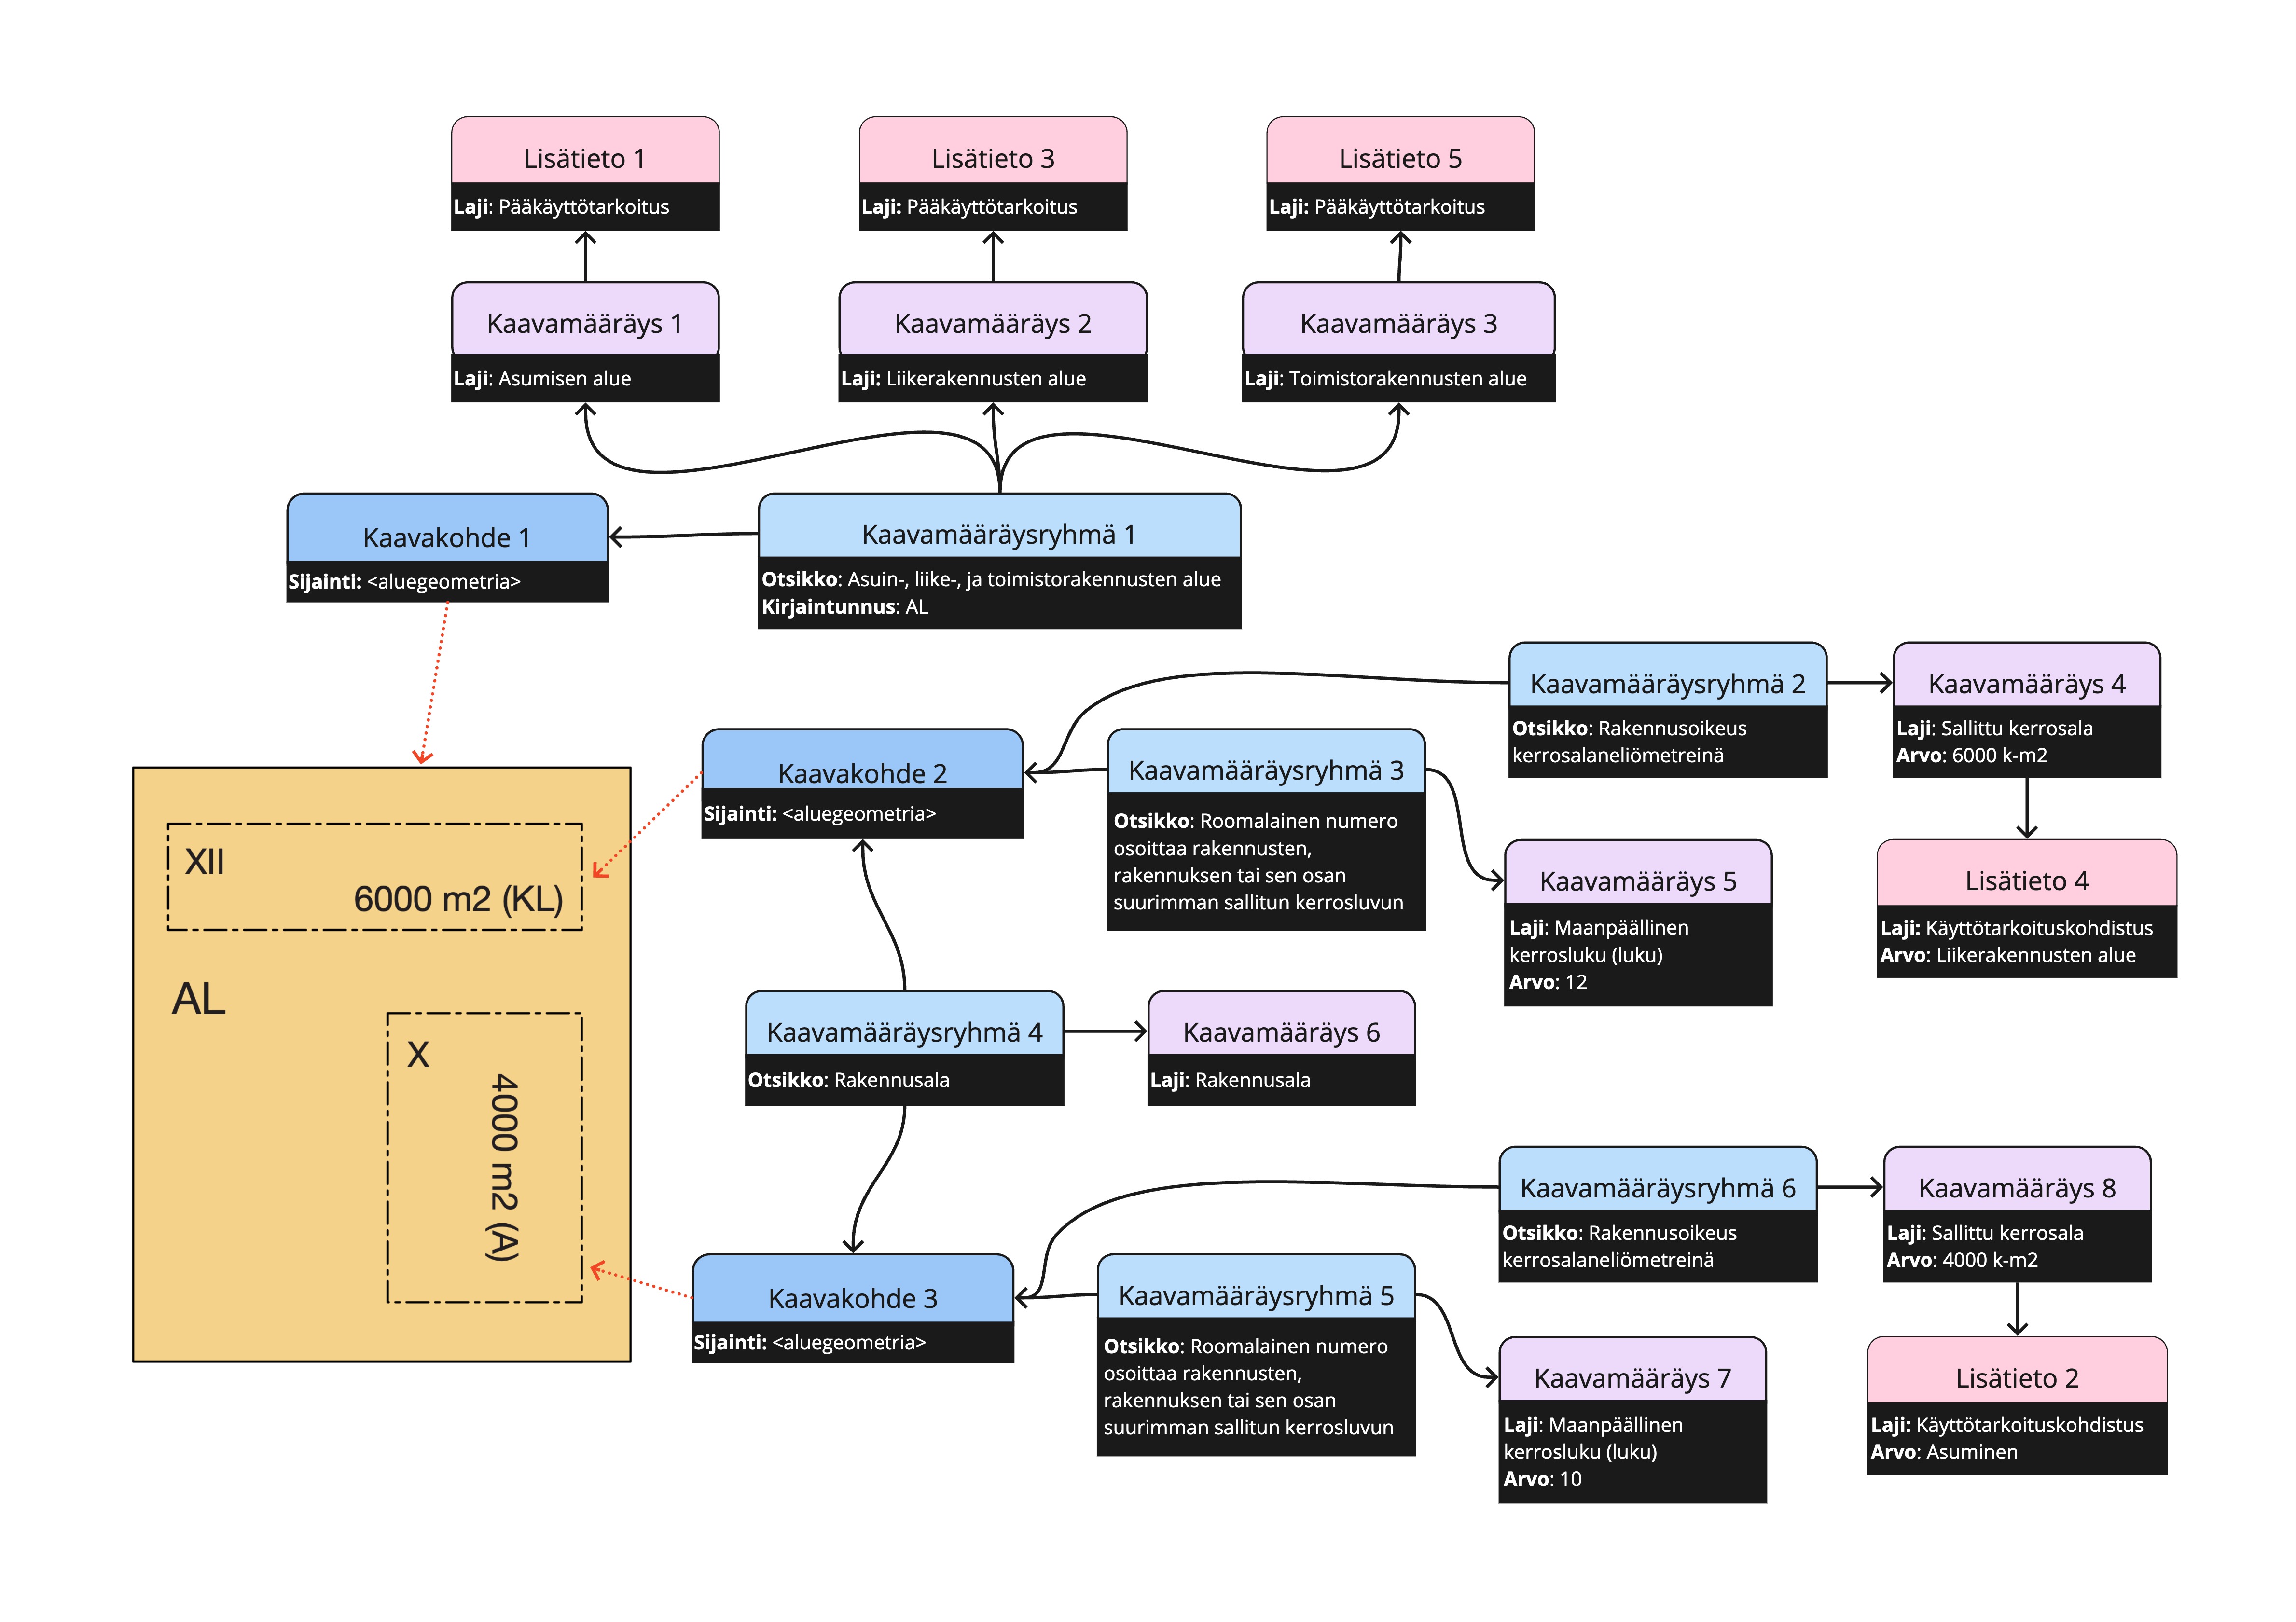 Lisätieto 1
Laji: Pääkäyttötarkoitus
Lisätieto 3
Laji: Pääkäyttötarkoitus
Lisätieto 5
Laji: Pääkäyttötarkoitus
Kaavamääräys 1
Laji: Asumisen alue
Kaavamääräys 2
Laji: Liikerakennusten alue
Kaavamääräys 3
Laji: Toimistorakennusten alue
Kaavakohde 1
Sijainti: <aluegeometria>
Kaavamääräysryhmä 1
Otsikko: Asuin-, liike-, ja toimistorakennusten alue
Kirjaintunnus: AL
Kaavamääräysryhmä 2
Otsikko: Rakennusoikeus
kerrosalaneliömetreinä
Kaavamääräys 4
Laji: Sallittu kerrosala
Arvo: 6000 k-m2
Kaavakohde 2
Sijainti: <aluegeometria>
Kaavamääräysryhmä 3
Otsikko: Roomalainen numero
osoittaa rakennusten,
rakennuksen tai sen osan
suurimman sallitun kerrosluvun
Kaavamääräys 5
Laji: Maanpäällinen
kerrosluku (luku)
Arvo: 12
Lisätieto 4
Laji: Käyttötarkoituskohdistus
Arvo: Liikerakennusten alue
XII
6000 m2 (KL)
AL
X
4000 m2 (A)
Kaavamääräysryhmä 4
Otsikko: Rakennusala
Kaavamääräys 6
Laji: Rakennusala
Kaavamääräysryhmä 6
Otsikko: Rakennusoikeus
kerrosalaneliömetreinä
Kaavamääräys 8
Laji: Sallittu kerrosala
Arvo: 4000 k-m2
Kaavakohde 3
Sijainti: <aluegeometria>
Kaavamääräysryhmä 5
Otsikko: Roomalainen numero
osoittaa rakennusten,
rakennuksen tai sen osan
suurimman sallitun kerrosluvun
Kaavamääräys 7
Laji: Maanpäällinen
kerrosluku (luku)
Arvo: 10
Lisätieto 2
Laji: Käyttötarkoituskohdistus
Arvo: Asuminen